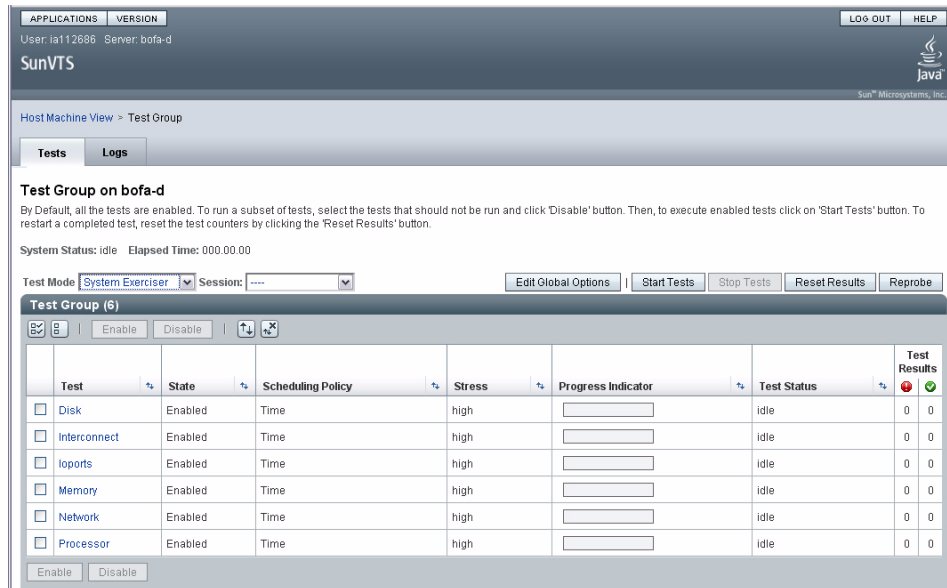 APPLICATIONS VERSION LOG OUT HELP
User: ia112686 Server: bofa-d
SunVTS
Java™
Sun™ Microsystems, Inc.
Host Machine View > Test Group
Tests Logs
Test Group on bofa-d
By Default, all the tests are enabled. To run a subset of tests, select the tests that should not be run and click 'Disable' button. Then, to execute enabled tests click on 'Start Tests' button. To
restart a completed test, reset the test counters by clicking the 'Reset Results' button.
System Status: idle Elapsed Time: 000.00.00
Test Mode System Exerciser Session: ---- Edit Global Options | Start Tests Stop Tests Reset Results Reprobe
Test Group (6)
Enable Disable
Test
Results
Test State Scheduling Policy Stress Progress Indicator Test Status
Disk Enabled Time high idle 0 0
Interconnect Enabled Time high idle 0 0
Ioports Enabled Time high idle 0 0
Memory Enabled Time high idle 0 0
Network Enabled Time high idle 0 0
Processor Enabled Time high idle 0 0
Enable Disable